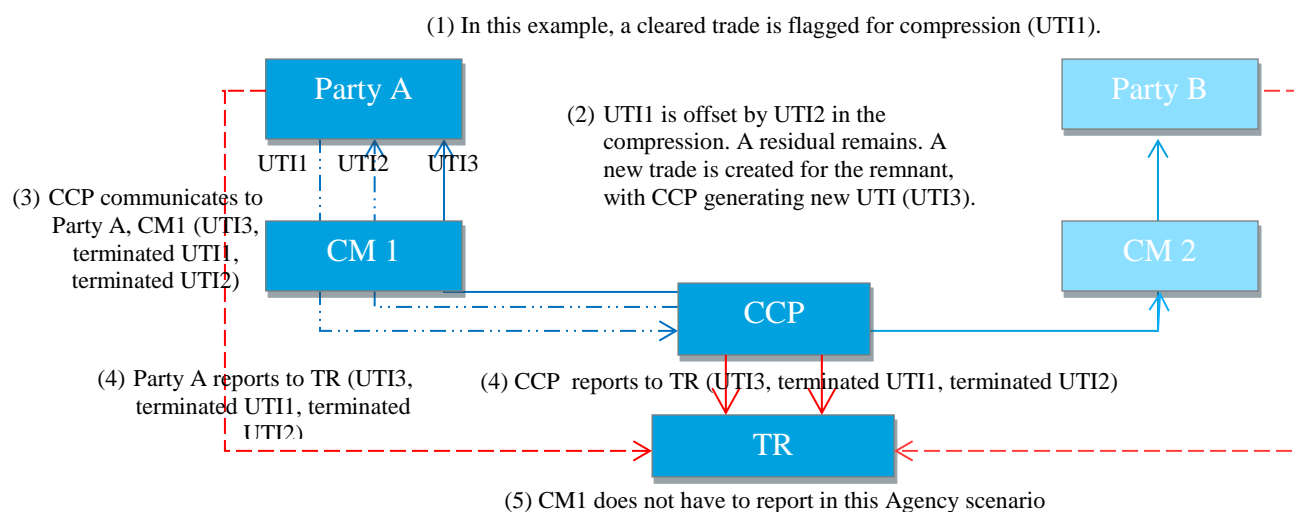 (1) In this example, a cleared trade is flagged for compression (UTI1).
Party A
Party B
(2) UTI1 is offset by UTI2 in the
compression. A residual remains. A
new trade is created for the remnant,
with CCP generating new UTI (UTI3).
UTI1 UTI2 UTI3
(3) CCP communicates to
Party A, CM1 (UTI3,
terminated UTI1,
terminated UTI2)
CM 1
CM 2
CCP
(4) Party A reports to TR (UTI3,
terminated UTI1, terminated
UTI2)
(4) CCP reports to TR (UTI3, terminated UTI1, terminated UTI2)
TR
(5) CM1 does not have to report in this Agency scenario